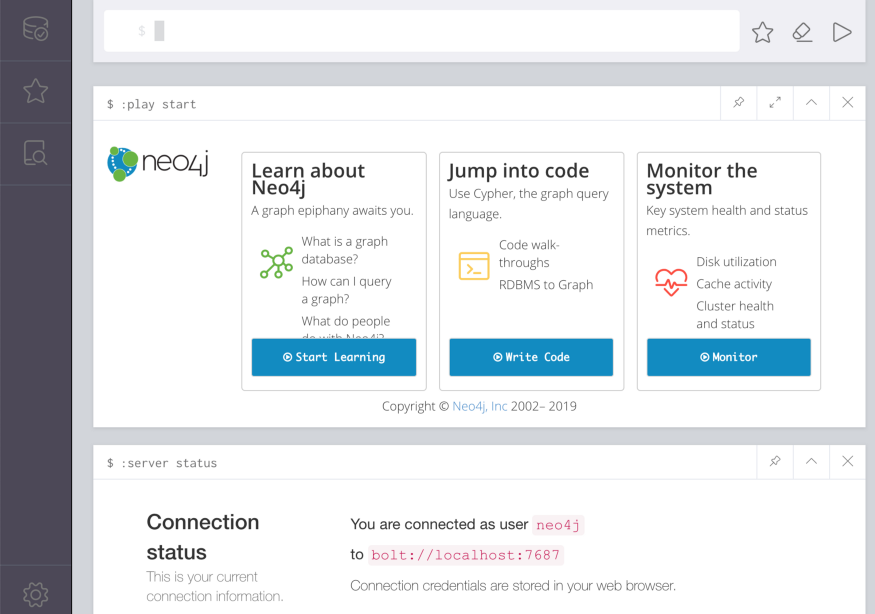 $
$ :play start
neo4j
Learn about
Neo4j
A graph epiphany awaits you.
What is a graph
database?
How can I query
a graph?
What do people
do with Neo4j?
Start Learning
Jump into code
Use Cypher, the graph query
language.
Code walk-
throughs
RDBMS to Graph
Write Code
Monitor the
system
Key system health and status
metrics.
Disk utilization
Cache activity
Cluster health
and status
Monitor
Copyright © Neo4j, Inc 2002– 2019
$ :server status
Connection
status
This is your current
connection information.
You are connected as user neo4j
to bolt://localhost:7687
Connection credentials are stored in your web browser.